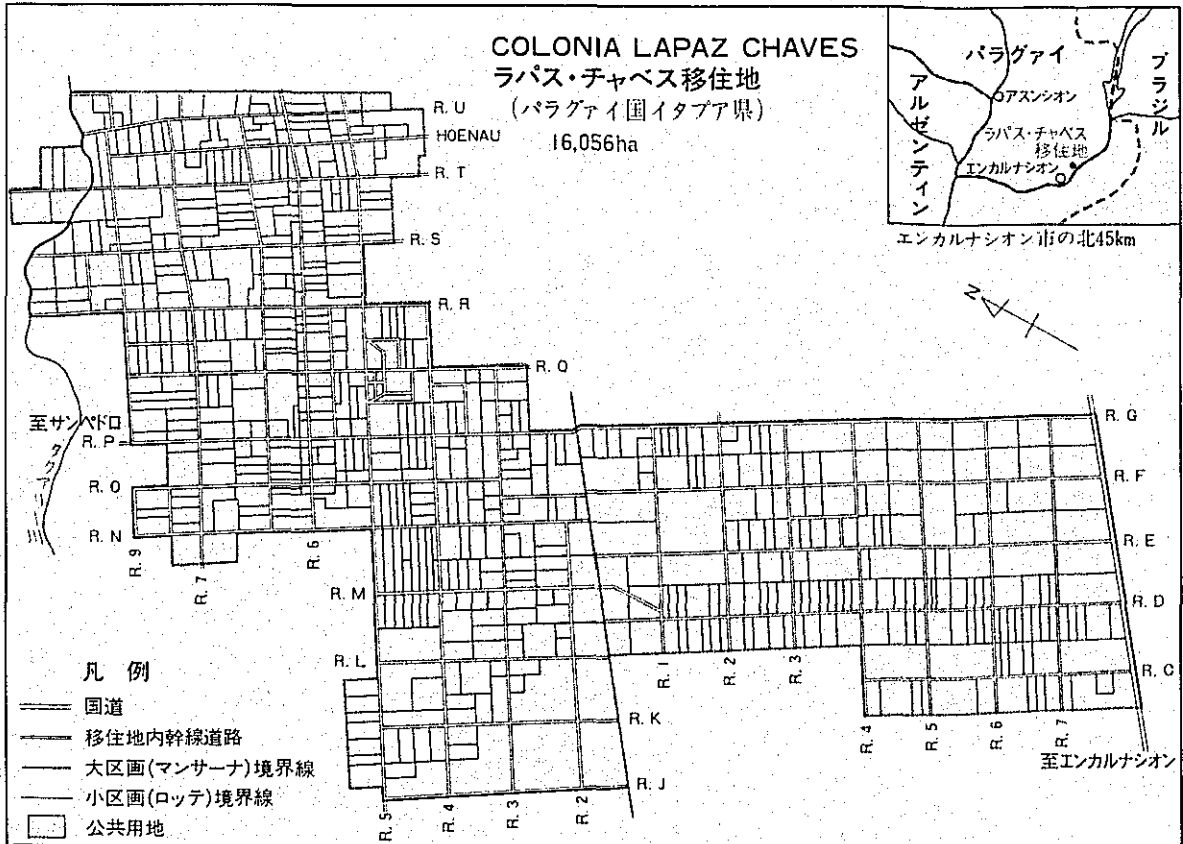 COLONIA LAPAZ CHAVES
ラパス・チャベス移住地
(パラグァイ国イタプア県)
16,056ha
パラグァイ
ブラジル
アルゼンティン
アスンシオン
ラパス・チャベス
移住地
エンカルナシオン
エンカルナシオン市の北45km
N
R. U
HOENAU
R. T
R. S
R. R
R. Q
至サンペドロ
R. P
R. O
R. N
R. 9
R. 7
R. 6
R. M
R. L
R. K
R. J
R. 5
R. 4
R. 3
R. 2
R. G
R. F
R. E
R. D
R. C
R. 1
R. 2
R. 3
R. 4
R. 5
R. 6
R. 7
至エンカルナシオン
凡例
国道
移住地内幹線道路
大区画(マンサーナ)境界線
小区画(ロッテ)境界線
公共用地